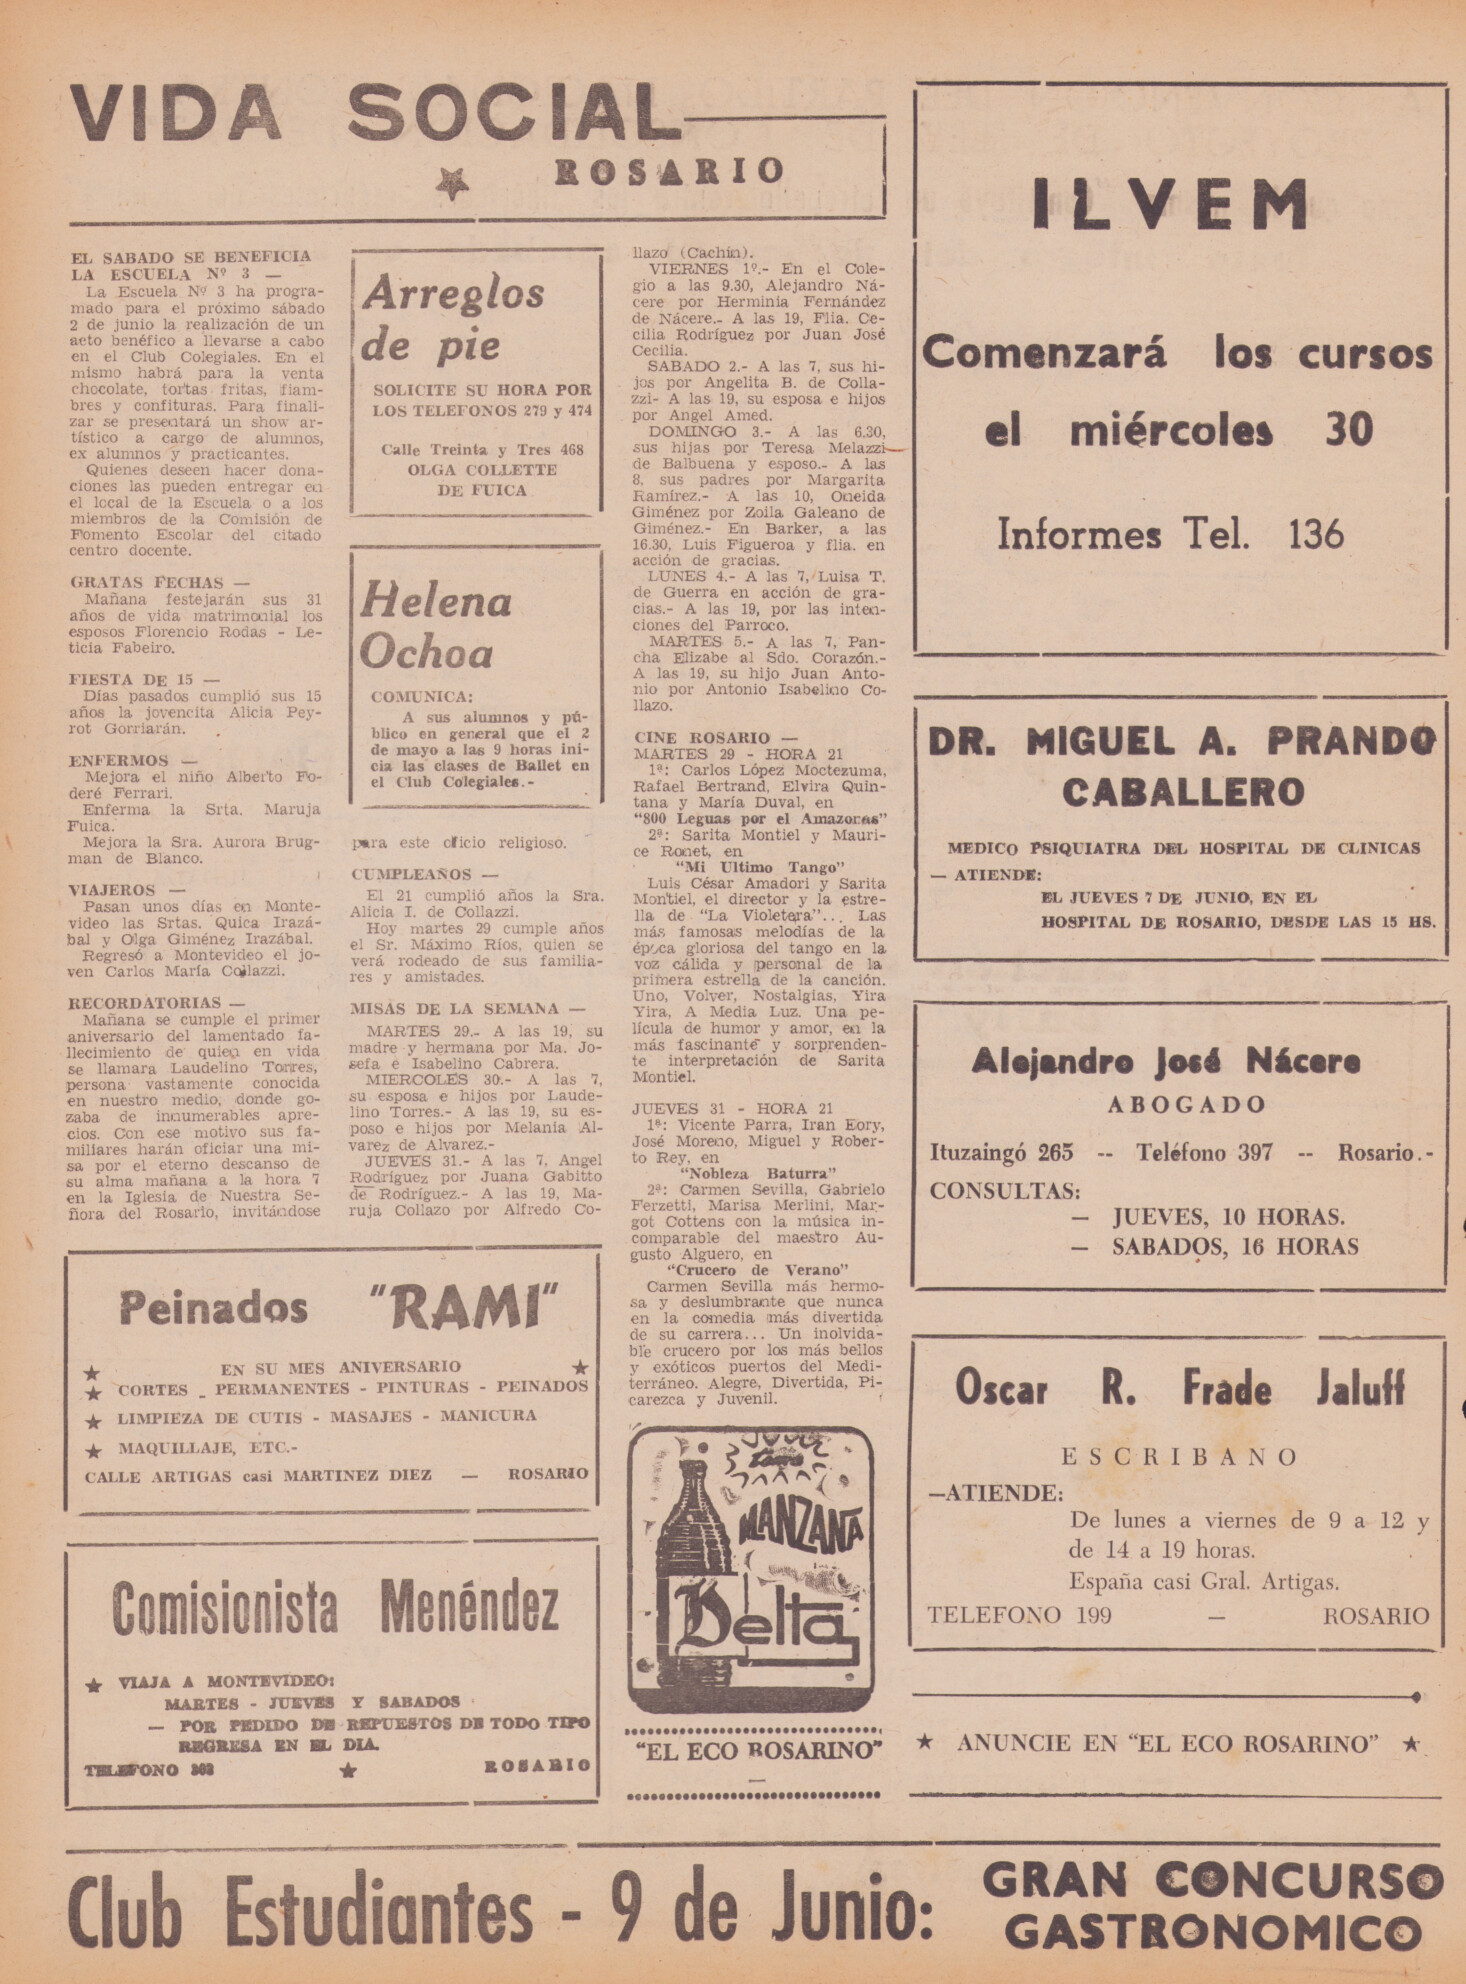 VIDA SOCIAL
ROSARIO
EL SABADO SE BENEFICIA
LA ESCUELA Nº 3 —
La Escuela Nº 3 ha progra-
mado para el próximo sábado
2 de junio la realización de un
acto benéfico a llevarse a cabo
en el Club Colegiales. En el
mismo habrá para la venta
chocolate, tortas fritas, fiam-
bres y confituras. Para finali-
zar se presentará un show ar-
tístico a cargo de alumnos,
ex alumnos y practicantes.
Quienes deseen hacer dona-
ciones las pueden entregar en
el local de la Escuela o a los
miembros de la Comisión de
Fomento Escolar del citado
centro docente.
GRATAS FECHAS —
Mañana festejarán sus 31
años de vida matrimonial los
esposos Florencio Rodas - Le-
ticia Fabeiro.
FIESTA DE 15 —
Días pasados cumplió sus 15
años la jovencita Alicia Pey-
rot Gorriarán.
ENFERMOS —
Mejora el niño Alberto Fo-
deré Ferrari.
Enferma la Srta. Maruja
Fuica.
Mejora la Sra. Aurora Brug-
man de Blanco.
VIAJEROS —
Pasan unos días en Monte-
video las Srtas. Quica Irazá-
bal y Olga Giménez Irazábal.
Regresó a Montevideo el jo-
ven Carlos María Collazzi.
RECORDATORIAS —
Mañana se cumple el primer
aniversario del lamentado fa-
llecimiento de quien en vida
se llamara Laudelino Torres,
persona vastamente conocida
en nuestro medio, donde go-
zaba de innumerables apre-
cios. Con ese motivo sus fa-
miliares harán oficiar una mi-
sa por el eterno descanso de
su alma mañana a la hora 7
en la Iglesia de Nuestra Se-
ñora del Rosario, invitándose
Arreglos
de pie
SOLICITE SU HORA POR
LOS TELEFONOS 279 y 474
Calle Treinta y Tres 468
OLGA COLLETTE
DE FUICA
Helena
Ochoa
COMUNICA:
A sus alumnos y pú-
blico en general que el 2
de mayo a las 9 horas ini-
cia las clases de Ballet en
el Club Colegiales.-
para este oficio religioso.
CUMPLEAÑOS —
El 21 cumplió años la Sra.
Alicia I. de Collazzi.
Hoy martes 29 cumple años
el Sr. Máximo Ríos, quien se
verá rodeado de sus familia-
res y amistades.
MISAS DE LA SEMANA —
MARTES 29.- A las 19, su
madre y hermana por Ma. Jo-
sefa e Isabelino Cabrera.
MIERCOLES 30.- A las 7,
su esposa e hijos por Laude-
lino Torres.- A las 19, su es-
poso e hijos por Melania Al-
varez de Alvarez.-
JUEVES 31.- A las 7, Angel
Rodríguez por Juana Gabitto
de Rodríguez.- A las 19, Ma-
ruja Collazo por Alfredo Co-
llazo (Cachín).
VIERNES 1º.- En el Cole-
gio a las 9.30, Alejandro Ná-
cere por Herminia Fernández
de Nácere.- A las 19, Flia. Ce-
cilia Rodríguez por Juan José
Cecilia.
SABADO 2.- A las 7, sus hi-
jos por Angelita B. de Colla-
zzi- A las 19, su esposa e hijos
por Angel Amed.
DOMINGO 3.- A las 6.30,
sus hijas por Teresa Melazzi
de Balbuena y esposo.- A las
8, sus padres por Margarita
Ramírez.- A las 10, Oneida
Giménez por Zoila Galeano de
Giménez.- En Barker, a las
16.30, Luis Figueroa y flia. en
acción de gracias.
LUNES 4.- A las 7, Luisa T.
de Guerra en acción de gra-
cias.- A las 19, por las inten-
ciones del Parroco.
MARTES 5.- A las 7, Pan-
cha Elizabe al Sdo. Corazón.-
A las 19, su hijo Juan Anto-
nio por Antonio Isabelino Co-
llazo.
CINE ROSARIO —
MARTES 29 - HORA 21
1ª: Carlos López Moctezuma,
Rafael Bertrand, Elvira Quin-
tana y María Duval, en
“800 Leguas por el Amazonas”
2ª: Sarita Montiel y Mauri-
ce Ronet, en
“Mi Ultimo Tango”
Luis César Amadori y Sarita
Montiel, el director y la estre-
lla de “La Violetera”... Las
más famosas melodías de la
época gloriosa del tango en la
voz cálida y personal de la
primera estrella de la canción.
Uno, Volver, Nostalgias, Yira
Yira, A Media Luz. Una pe-
lícula de humor y amor, en la
más fascinante y sorprenden-
te interpretación de Sarita
Montiel.
JUEVES 31 - HORA 21
1ª: Vicente Parra, Iran Eory,
José Moreno, Miguel y Rober-
to Rey, en
“Nobleza Baturra”
2ª: Carmen Sevilla, Gabrielo
Ferzetti, Marisa Merlini, Mar-
got Cottens con la música in-
comparable del maestro Au-
gusto Alguero, en
“Crucero de Verano”
Carmen Sevilla más hermo-
sa y deslumbrante que nunca
en la comedia más divertida
de su carrera... Un inolvida-
ble crucero por los más bellos
y exóticos puertos del Medi-
terráneo. Alegre, Divertida, Pi-
carezca y Juvenil.
Peinados “RAMI”
EN SU MES ANIVERSARIO
CORTES - PERMANENTES - PINTURAS - PEINADOS
LIMPIEZA DE CUTIS - MASAJES - MANICURA
MAQUILLAJE, ETC.-
CALLE ARTIGAS casi MARTINEZ DIEZ — ROSARIO
Comisionista Menéndez
VIAJA A MONTEVIDEO:
MARTES - JUEVES Y SABADOS
— POR PEDIDO DE REPUESTOS DE TODO TIPO
REGRESA EN EL DIA.
TELEFONO
ROSARIO
MANZANA
Delta
“EL ECO ROSARINO”
—
ILVEM
Comenzará los cursos
el miércoles 30
Informes Tel. 136
DR. MIGUEL A. PRANDO
CABALLERO
MEDICO PSIQUIATRA DEL HOSPITAL DE CLINICAS
— ATIENDE:
EL JUEVES 7 DE JUNIO, EN EL
HOSPITAL DE ROSARIO, DESDE LAS 15 HS.
Alejandro José Nácere
ABOGADO
Ituzaingó 265 -- Teléfono 397 -- Rosario.-
CONSULTAS:
— JUEVES, 10 HORAS.
— SABADOS, 16 HORAS
Oscar R. Frade Jaluff
ESCRIBANO
—ATIENDE:
De lunes a viernes de 9 a 12 y
de 14 a 19 horas.
España casi Gral. Artigas.
TELEFONO 199 — ROSARIO
★ ANUNCIE EN “EL ECO ROSARINO” ★
Club Estudiantes - 9 de Junio:
GRAN CONCURSO
GASTRONOMICO